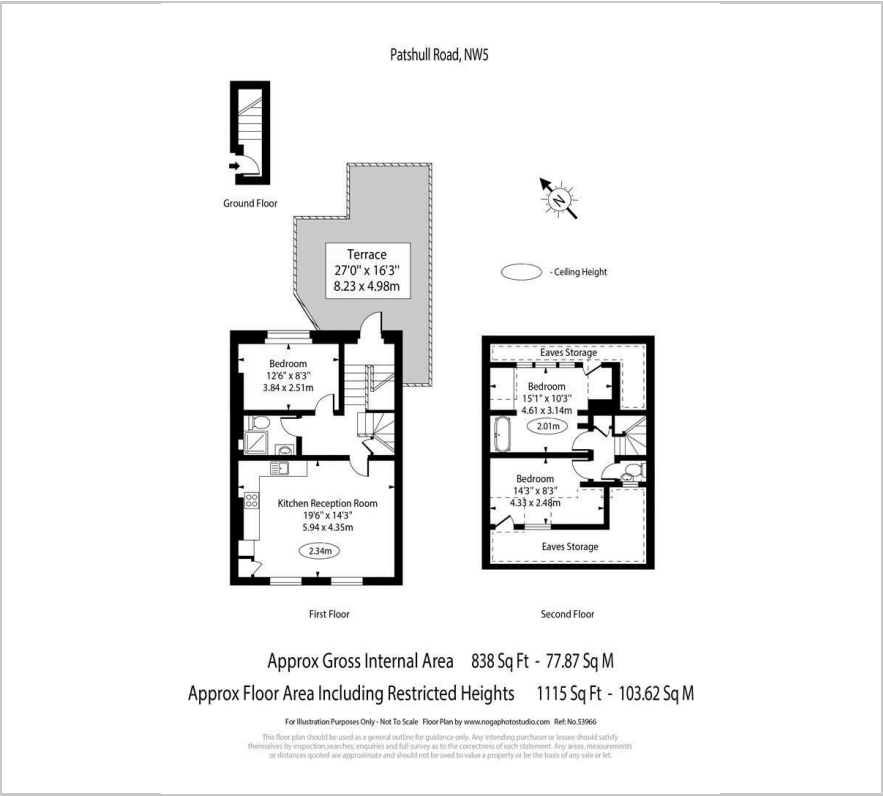 Patshull Road, NW5
Ground Floor
Terrace
27'0" x 16'3"
8.23 x 4.98m
N
- Ceiling Height
Bedroom
12'6" x 8'3"
3.84 x 2.51m
Kitchen Reception Room
19'6" x 14'3"
5.94 x 4.35m
2.34m
First Floor
Eaves Storage
Bedroom
15'1" x 10'3"
4.61 x 3.14m
2.01m
Bedroom
14'3" x 8'3"
4.33 x 2.48m
Eaves Storage
Second Floor
Approx Gross Internal Area 838 Sq Ft - 77.87 Sq M
Approx Floor Area Including Restricted Heights 1115 Sq Ft - 103.62 Sq M
For Illustration Purposes Only - Not To Scale Floor Plan by www.nogaphotostudio.com Ref: No.53966
This floor plan should be used as a general outline for guidance only. Any intending purchaser or lessee should satisfy
themselves by inspection,searches, enquiries and full survey as to the correctness of each statement. Any areas, measurements
or distances quoted are approximate and should not be used to value a property or be the basis of any sale or let.